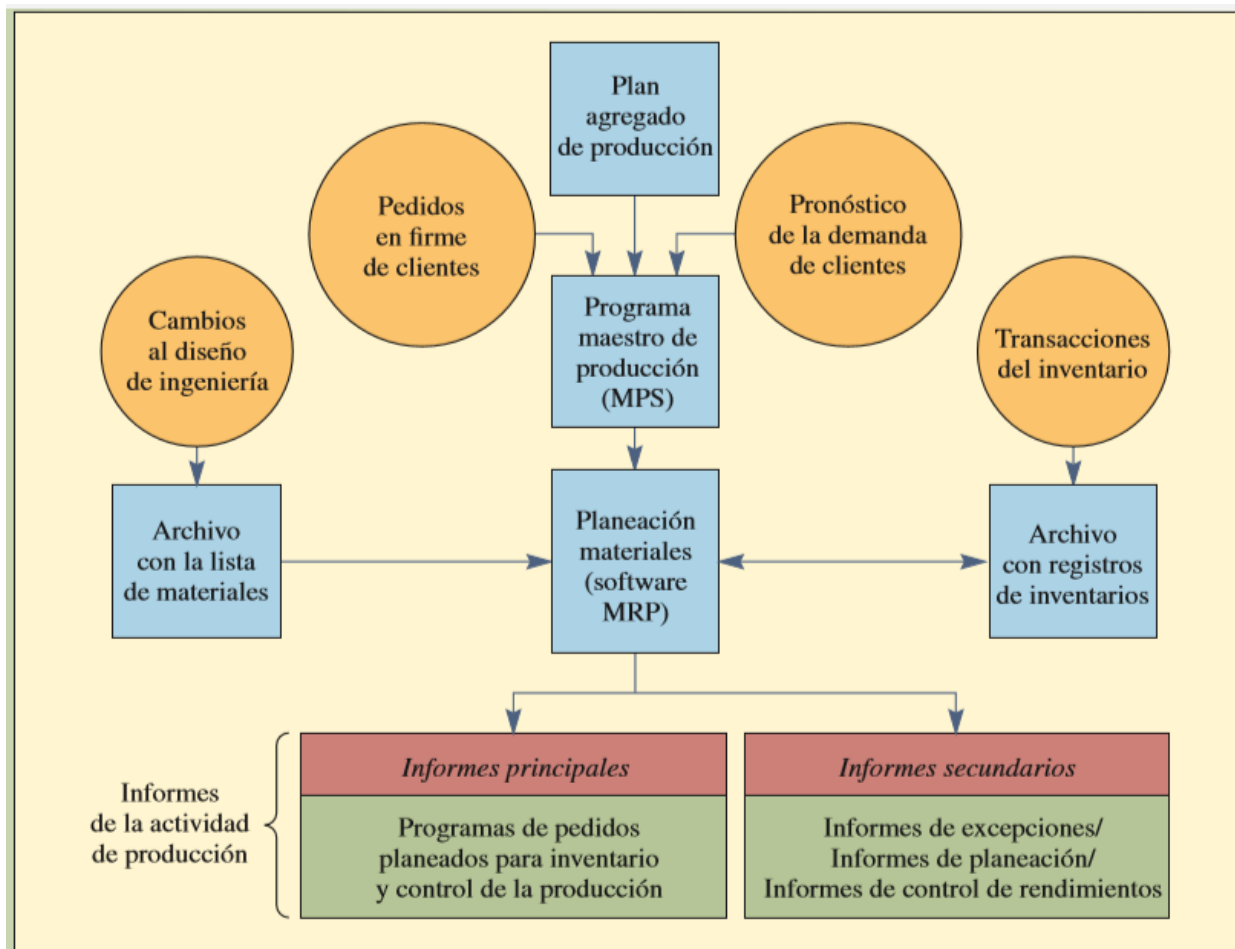 Plan
agregado
de producción
Pedidos
en firme
de clientes
Pronóstico
de la demanda
de clientes
Cambios
al diseño
de ingeniería
Programa
maestro de
producción
(MPS)
Transacciones
del inventario
Archivo
con la lista
de materiales
Planeación
materiales
(software
MRP)
Archivo
con registros
de inventarios
Informes
de la actividad
de producción
Informes principales
Programas de pedidos
planeados para inventario
y control de la producción
Informes secundarios
Informes de excepciones/
Informes de planeación/
Informes de control de rendimientos